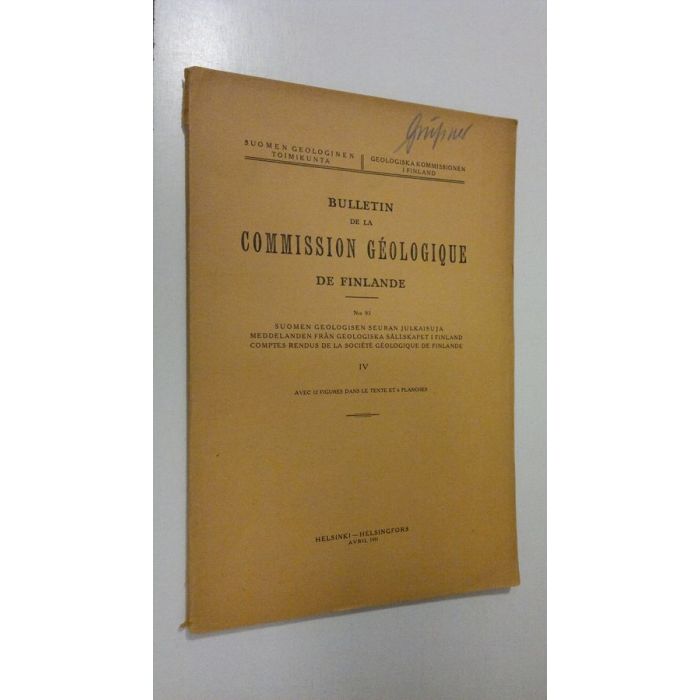 SUOMEN GEOLOGINEN
TOIMIKUNTA
GEOLOGISKA KOMMISSIONEN
I FINLAND
BULLETIN
DE LA
COMMISSION GÉOLOGIQUE
DE FINLANDE
N:o 93
SUOMEN GEOLOGISEN SEURAN JULKAISUJA
MEDDELANDEN FRÅN GEOLOGISKA SÄLLSKAPET I FINLAND
COMPTES RENDUS DE LA SOCIÉTÉ GÉOLOGIQUE DE FINLANDE
IV
AVEC 12 FIGURES DANS LE TEXTE ET 6 PLANCHES
HELSINKI—HELSINGFORS
AVRIL